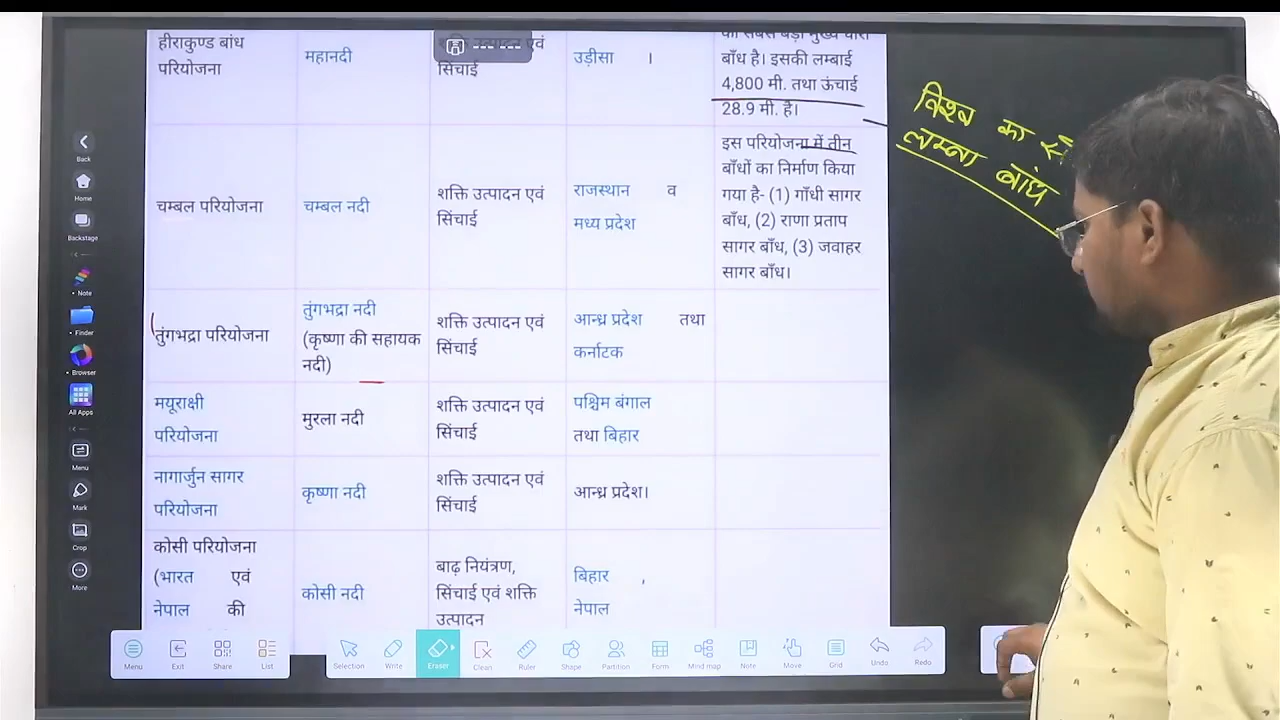 हीराकुण्ड बांध
परियोजना
महानदी
एवं
सिंचाई
उड़ीसा ।
बाँध है। इसकी लम्बाई
4,800 मी. तथा ऊंचाई
28.9 मी. है।
चम्बल परियोजना
चम्बल नदी
शक्ति उत्पादन एवं
सिंचाई
राजस्थान व
मध्य प्रदेश
इस परियोजना में तीन
बाँधों का निर्माण किया
गया है- (1) गाँधी सागर
बाँध, (2) राणा प्रताप
सागर बाँध, (3) जवाहर
सागर बाँध।
तुंगभद्रा परियोजना
तुंगभद्रा नदी
(कृष्णा की सहायक
नदी)
शक्ति उत्पादन एवं
सिंचाई
आन्ध्र प्रदेश तथा
कर्नाटक
मयूराक्षी
परियोजना
मुरला नदी
शक्ति उत्पादन एवं
सिंचाई
पश्चिम बंगाल
तथा बिहार
नागार्जुन सागर
परियोजना
कृष्णा नदी
शक्ति उत्पादन एवं
सिंचाई
आन्ध्र प्रदेश।
कोसी परियोजना
(भारत एवं
नेपाल की
कोसी नदी
बाढ़ नियंत्रण,
सिंचाई एवं शक्ति
उत्पादन
बिहार ,
नेपाल
विश्व का
लम्बा बांध
Back
Home
Backstage
Note
Finder
Browser
All Apps
Menu
Mark
Crop
More
Menu
Exit
Share
List
Selection
Write
Eraser
Clean
Ruler
Shape
Partition
Form
Mind map
Note
Move
Grid
Undo
Redo